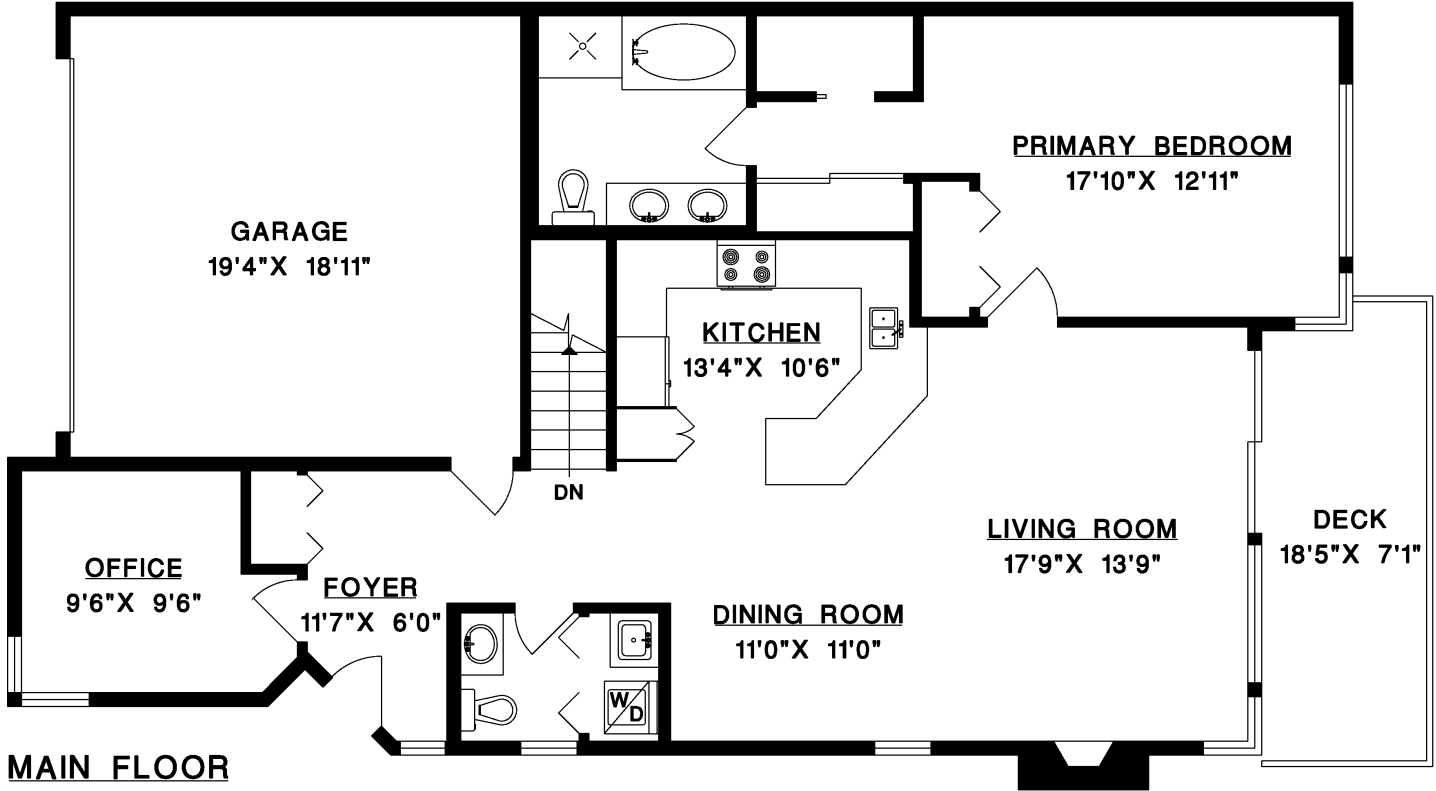 PRIMARY BEDROOM
17'10"X 12'11"
GARAGE
19'4"X 18'11"
KITCHEN
13'4"X 10'6"
DN
LIVING ROOM
17'9"X 13'9"
DECK
18'5"X 7'1"
OFFICE
9'6"X 9'6"
FOYER
11'7"X 6'0"
DINING ROOM
11'0"X 11'0"
W
D
MAIN FLOOR